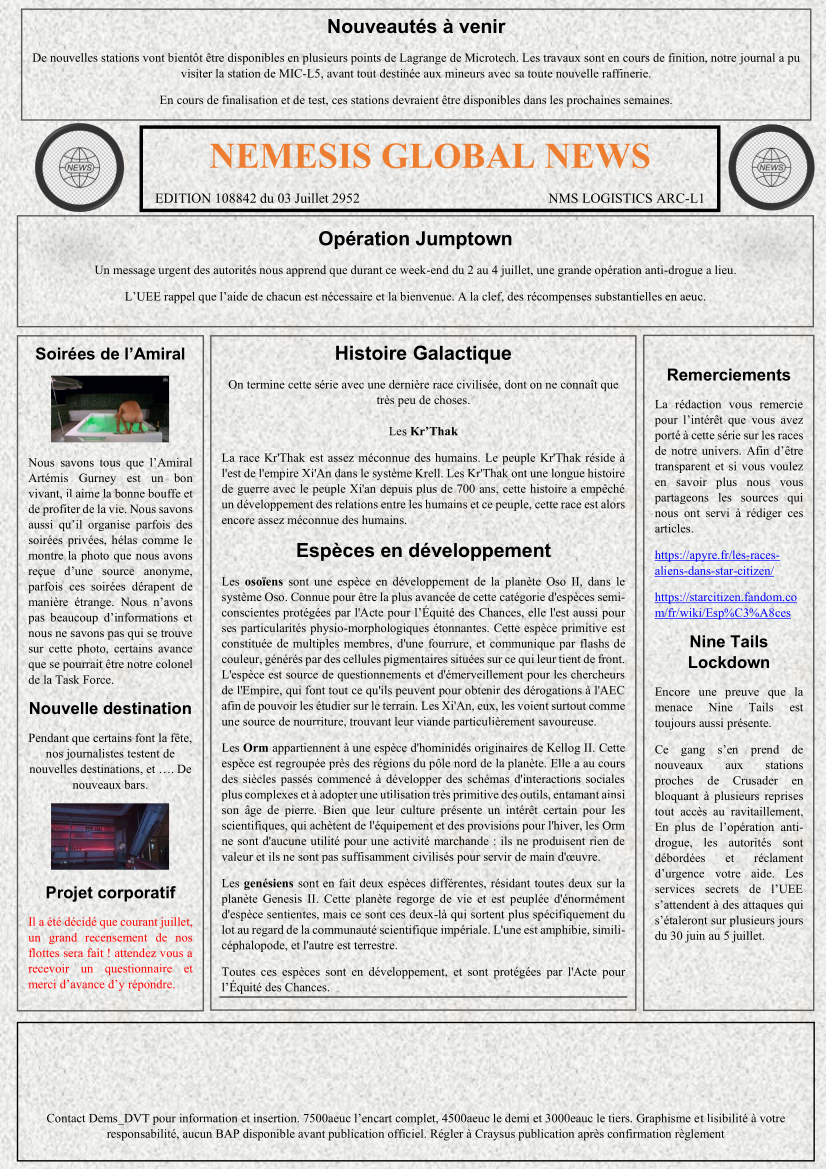 Nouveautés à venir
De nouvelles stations vont bientôt être disponibles en plusieurs points de Lagrange de Microtech. Les travaux sont en cours de finition, notre journal a pu
visiter la station de MIC-L5, avant tout destinée aux mineurs avec sa toute nouvelle raffinerie.
En cours de finalisation et de test, ces stations devraient être disponibles dans les prochaines semaines.
NEWS
NEMESIS GLOBAL NEWS
EDITION 108842 du 03 Juillet 2952
NMS LOGISTICS ARC-L1
NEWS
Opération Jumptown
Un message urgent des autorités nous apprend que durant ce week-end du 2 au 4 juillet, une grande opération anti-drogue a lieu.
L'UEE rappel que l'aide de chacun est nécessaire et la bienvenue. A la clef, des récompenses substantielles en aeuc.
Soirées de l'Amiral
Nous savons tous que l'Amiral
Artémis Gurney est un bon
vivant, il aime la bonne bouffe et
de profiter de la vie. Nous savons
aussi qu'il organise parfois des
soirées privées, hélas comme le
montre la photo que nous avons
reçue d'une source anonyme,
parfois ces soirées dérapent de
manière étrange. Nous n'avons
pas beaucoup d'informations et
nous ne savons pas qui se trouve
sur cette photo, certains avance
que se pourrait être notre colonel
de la Task Force.
Nouvelle destination
Pendant que certains font la fête,
nos journalistes testent de
nouvelles destinations, et …. De
nouveaux bars.
Projet corporatif
Il a été décidé que courant juillet,
un grand recensement de nos
flottes sera fait ! attendez vous a
recevoir un questionnaire et
merci d'avance d'y répondre.
Histoire Galactique
On termine cette série avec une dernière race civilisée, dont on ne connaît que
très peu de choses.
Les Kr'Thak
La race Kr'Thak est assez méconnue des humains. Le peuple Kr'Thak réside à
l'est de l'empire Xi'An dans le système Krell. Les Kr'Thak ont une longue histoire
de guerre avec le peuple Xi'an depuis plus de 700 ans, cette histoire a empêché
un développement des relations entre les humains et ce peuple, cette race est alors
encore assez méconnue des humains.
Espèces en développement
Les osoïens sont une espèce en développement de la planète Oso II, dans le
système Oso. Connue pour être la plus avancée de cette catégorie d'espèces semi-
conscientes protégées par l'Acte pour l'Équité des Chances, elle l'est aussi pour
ses particularités physio-morphologiques étonnantes. Cette espèce primitive est
constituée de multiples membres, d'une fourrure, et communique par flashs de
couleur, générés par des cellules pigmentaires situées sur ce qui leur tient de front.
L'espèce est source de questionnements et d'émerveillement pour les chercheurs
de l'Empire, qui font tout ce qu'ils peuvent pour obtenir des dérogations à l'AEC
afin de pouvoir les étudier sur le terrain. Les Xi'An, eux, les voient surtout comme
une source de nourriture, trouvant leur viande particulièrement savoureuse.
Les Orm appartiennent à une espèce d'hominidés originaires de Kellog II. Cette
espèce est regroupée près des régions du pôle nord de la planète. Elle a au cours
des siècles passés commencé à développer des schémas d'interactions sociales
plus complexes et à adopter une utilisation très primitive des outils, entamant ainsi
son âge de pierre. Bien que leur culture présente un intérêt certain pour les
scientifiques, qui achètent de l'équipement et des provisions pour l'hiver, les Orm
ne sont d'aucune utilité pour une activité marchande : ils ne produisent rien de
valeur et ils ne sont pas suffisamment civilisés pour servir de main d'œuvre.
Les genésiens sont en fait deux espèces différentes, résidant toutes deux sur la
planète Genesis II. Cette planète regorge de vie et est peuplée d'énormément
d'espèce sentientes, mais ce sont ces deux-là qui sortent plus spécifiquement du
lot au regard de la communauté scientifique impériale. L'une est amphibie, simili-
céphalopode, et l'autre est terrestre.
Toutes ces espèces sont en développement, et sont protégées par l'Acte pour
l'Équité des Chances.
Remerciements
La rédaction vous remercie
pour l'intérêt que vous avez
porté à cette série sur les races
de notre univers. Afin d'être
transparent et si vous voulez
en savoir plus nous vous
partageons les sources qui
nous ont servi à rédiger ces
articles.
https://apyre.fr/les-races-
aliens-dans-star-citizen/
https://starcitizen.fandom.co
m/fr/wiki/Esp%C3%A8ces
Nine Tails
Lockdown
Encore une preuve que la
menace Nine Tails est
toujours aussi présente.
Ce gang s'en prend de
nouveaux aux stations
proches de Crusader en
bloquant à plusieurs reprises
tout accès au ravitaillement,
En plus de l'opération anti-
drogue, les autorités sont
débordées et réclament
d'urgence votre aide. Les
services secrets de l'UEE
s'attendent à des attaques qui
s'étaleront sur plusieurs jours
du 30 juin au 5 juillet.
Contact Dems_DVT pour information et insertion. 7500aeuc l'encart complet, 4500aeuc le demi et 3000eauc le tiers. Graphisme et lisibilité à votre
responsabilité, aucun BAP disponible avant publication officiel. Régler à Craysus publication après confirmation règlement